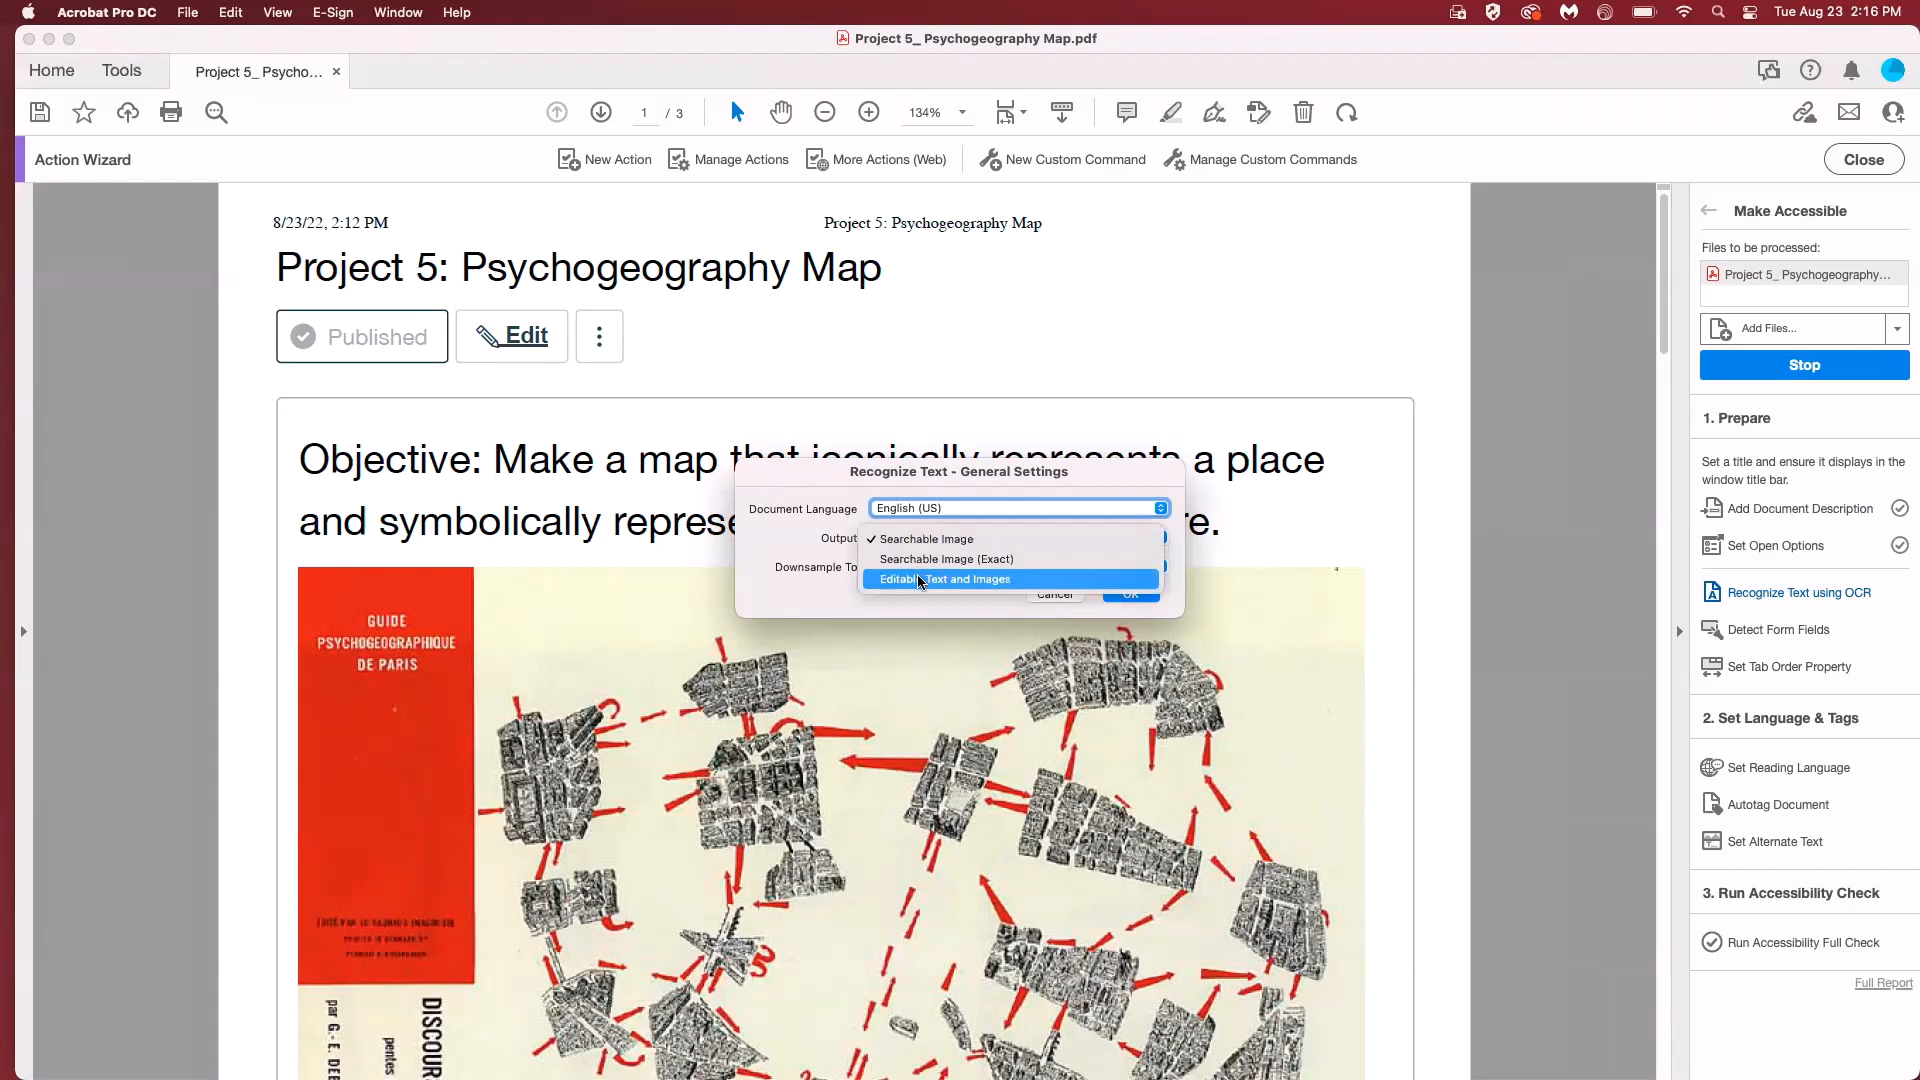 Acrobat Pro DC File Edit View E-Sign Window Help Tue Aug 23 2:16 PM
Project 5_ Psychogeography Map.pdf
Home Tools Project 5_ Psycho... ×
1 / 3 134%
Action Wizard New Action Manage Actions More Actions (Web) New Custom Command Manage Custom Commands Close
8/23/22, 2:12 PM Project 5: Psychogeography Map
Project 5: Psychogeography Map
Published Edit
Objective: Make a map that iconically represents a place
and symbolically represe re.
Recognize Text - General Settings
Document Language English (US)
Output ✓ Searchable Image
Searchable Image (Exact)
Downsample To
Editable Text and Images
Cancel OK
GUIDE
PSYCHOGEOGRAPHIQUE
DE PARIS
DISCOUR
pentes
par G.-E. DEB
Make Accessible
Files to be processed:
Project 5_ Psychogeography...
Add Files...
Stop
1. Prepare
Set a title and ensure it displays in the
window title bar.
Add Document Description
Set Open Options
Recognize Text using OCR
Detect Form Fields
Set Tab Order Property
2. Set Language & Tags
Set Reading Language
Autotag Document
Set Alternate Text
3. Run Accessibility Check
Run Accessibility Full Check
Full Report